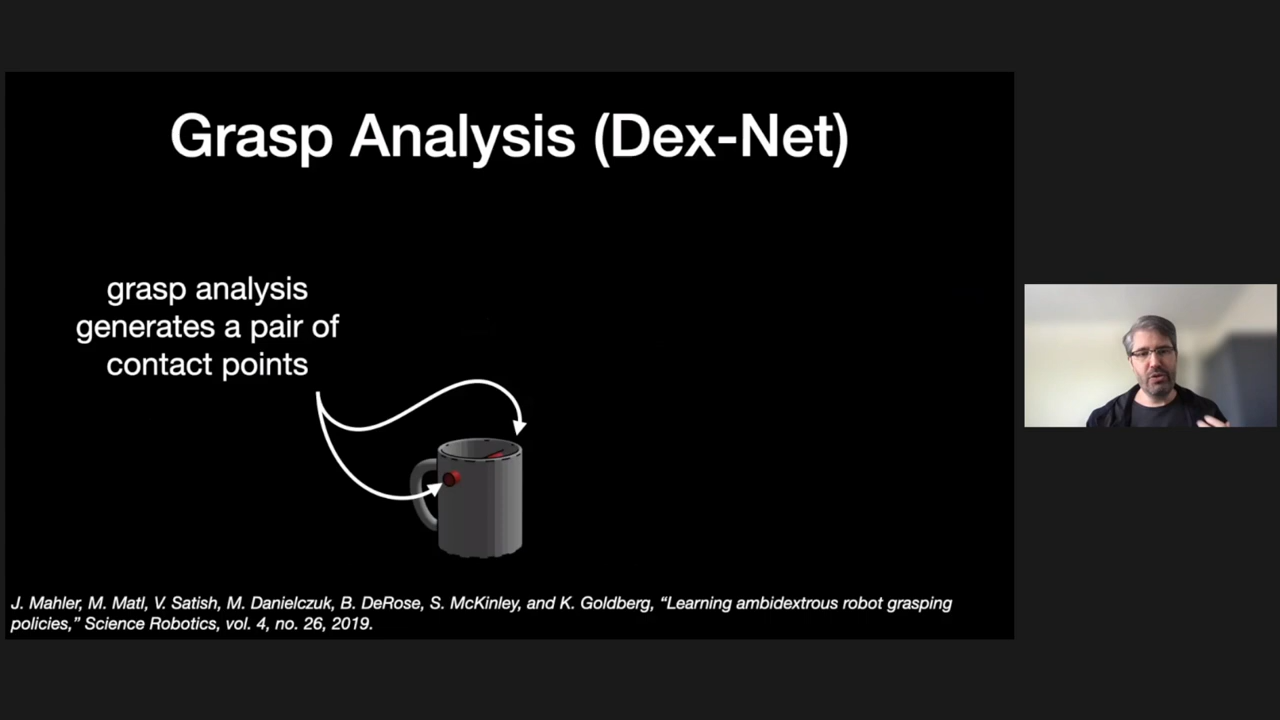 Grasp Analysis (Dex-Net)
grasp analysis
generates a pair of
contact points
J. Mahler, M. Matl, V. Satish, M. Danielczuk, B. DeRose, S. McKinley, and K. Goldberg, “Learning ambidextrous robot grasping
policies,” Science Robotics, vol. 4, no. 26, 2019.